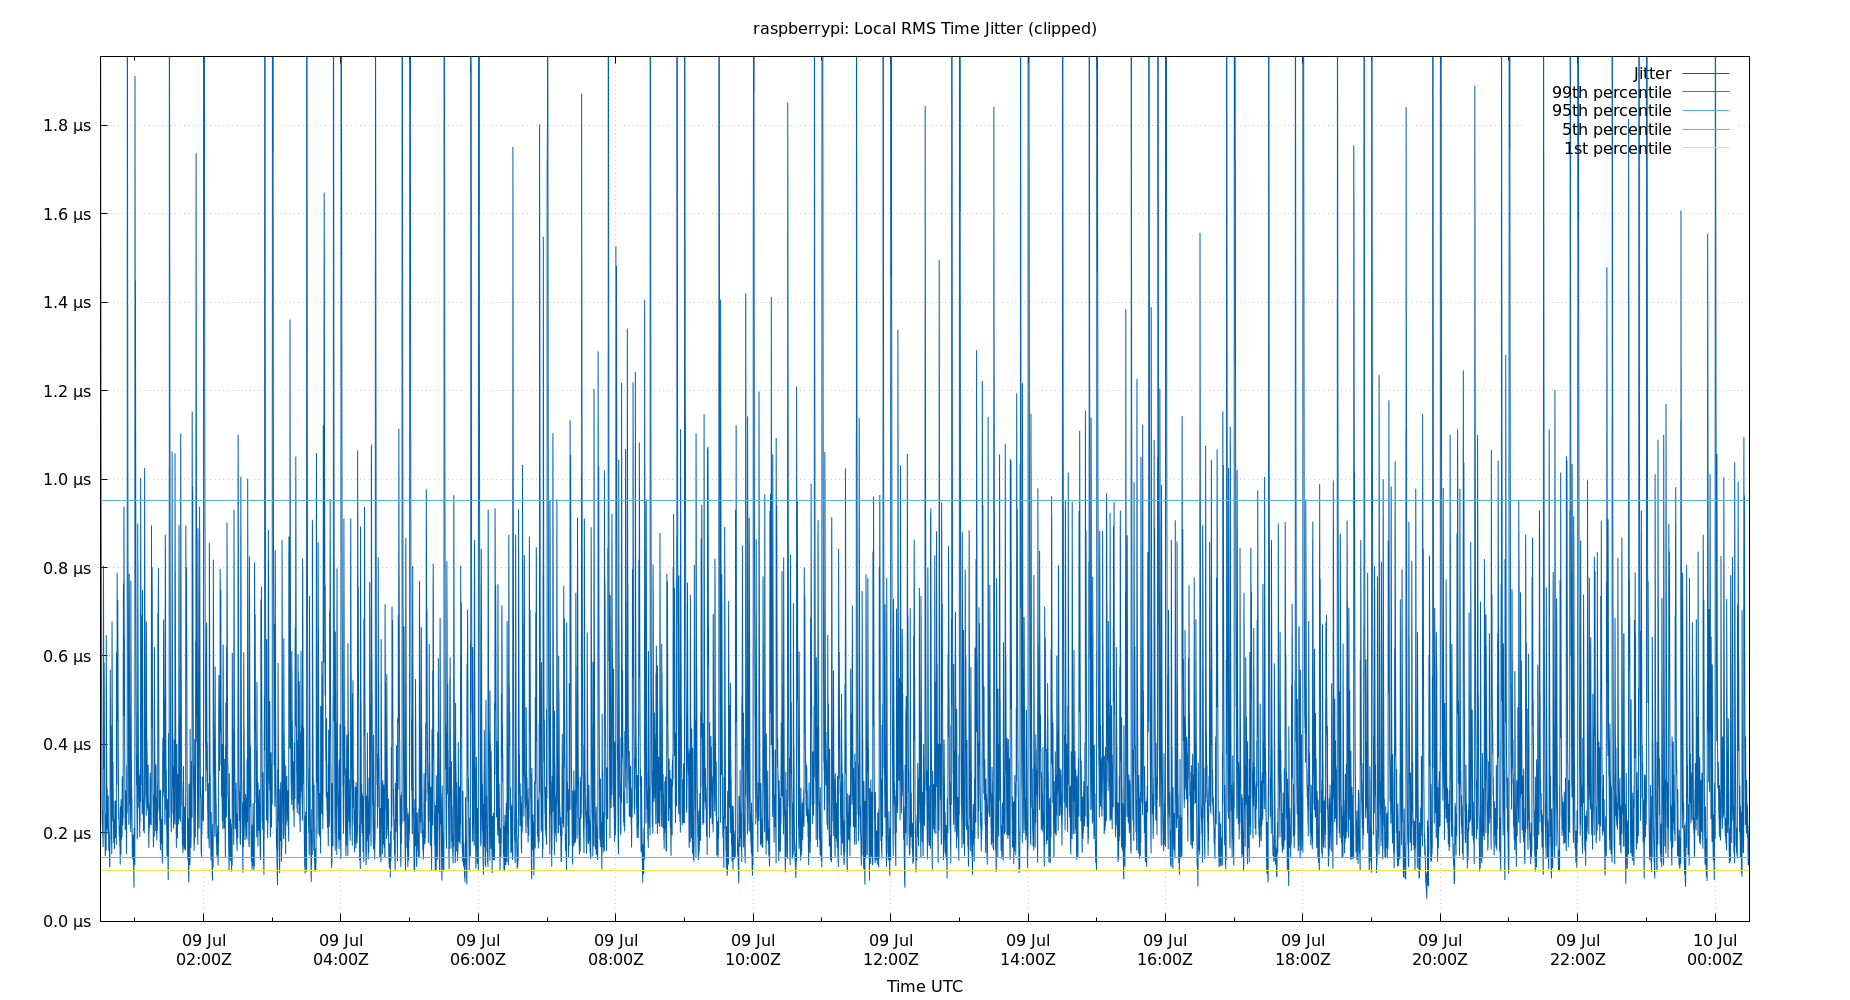 raspberrypi: Local RMS Time Jitter (clipped)
Jitter
99th percentile
95th percentile
5th percentile
1st percentile
1.8 µs
1.6 µs
1.4 µs
1.2 µs
1.0 µs
0.8 µs
0.6 µs
0.4 µs
0.2 µs
0.0 µs
09 Jul 09 Jul 09 Jul 09 Jul 09 Jul 09 Jul 09 Jul 09 Jul 09 Jul 09 Jul 09 Jul 10 Jul
02:00Z 04:00Z 06:00Z 08:00Z 10:00Z 12:00Z 14:00Z 16:00Z 18:00Z 20:00Z 22:00Z 00:00Z
Time UTC